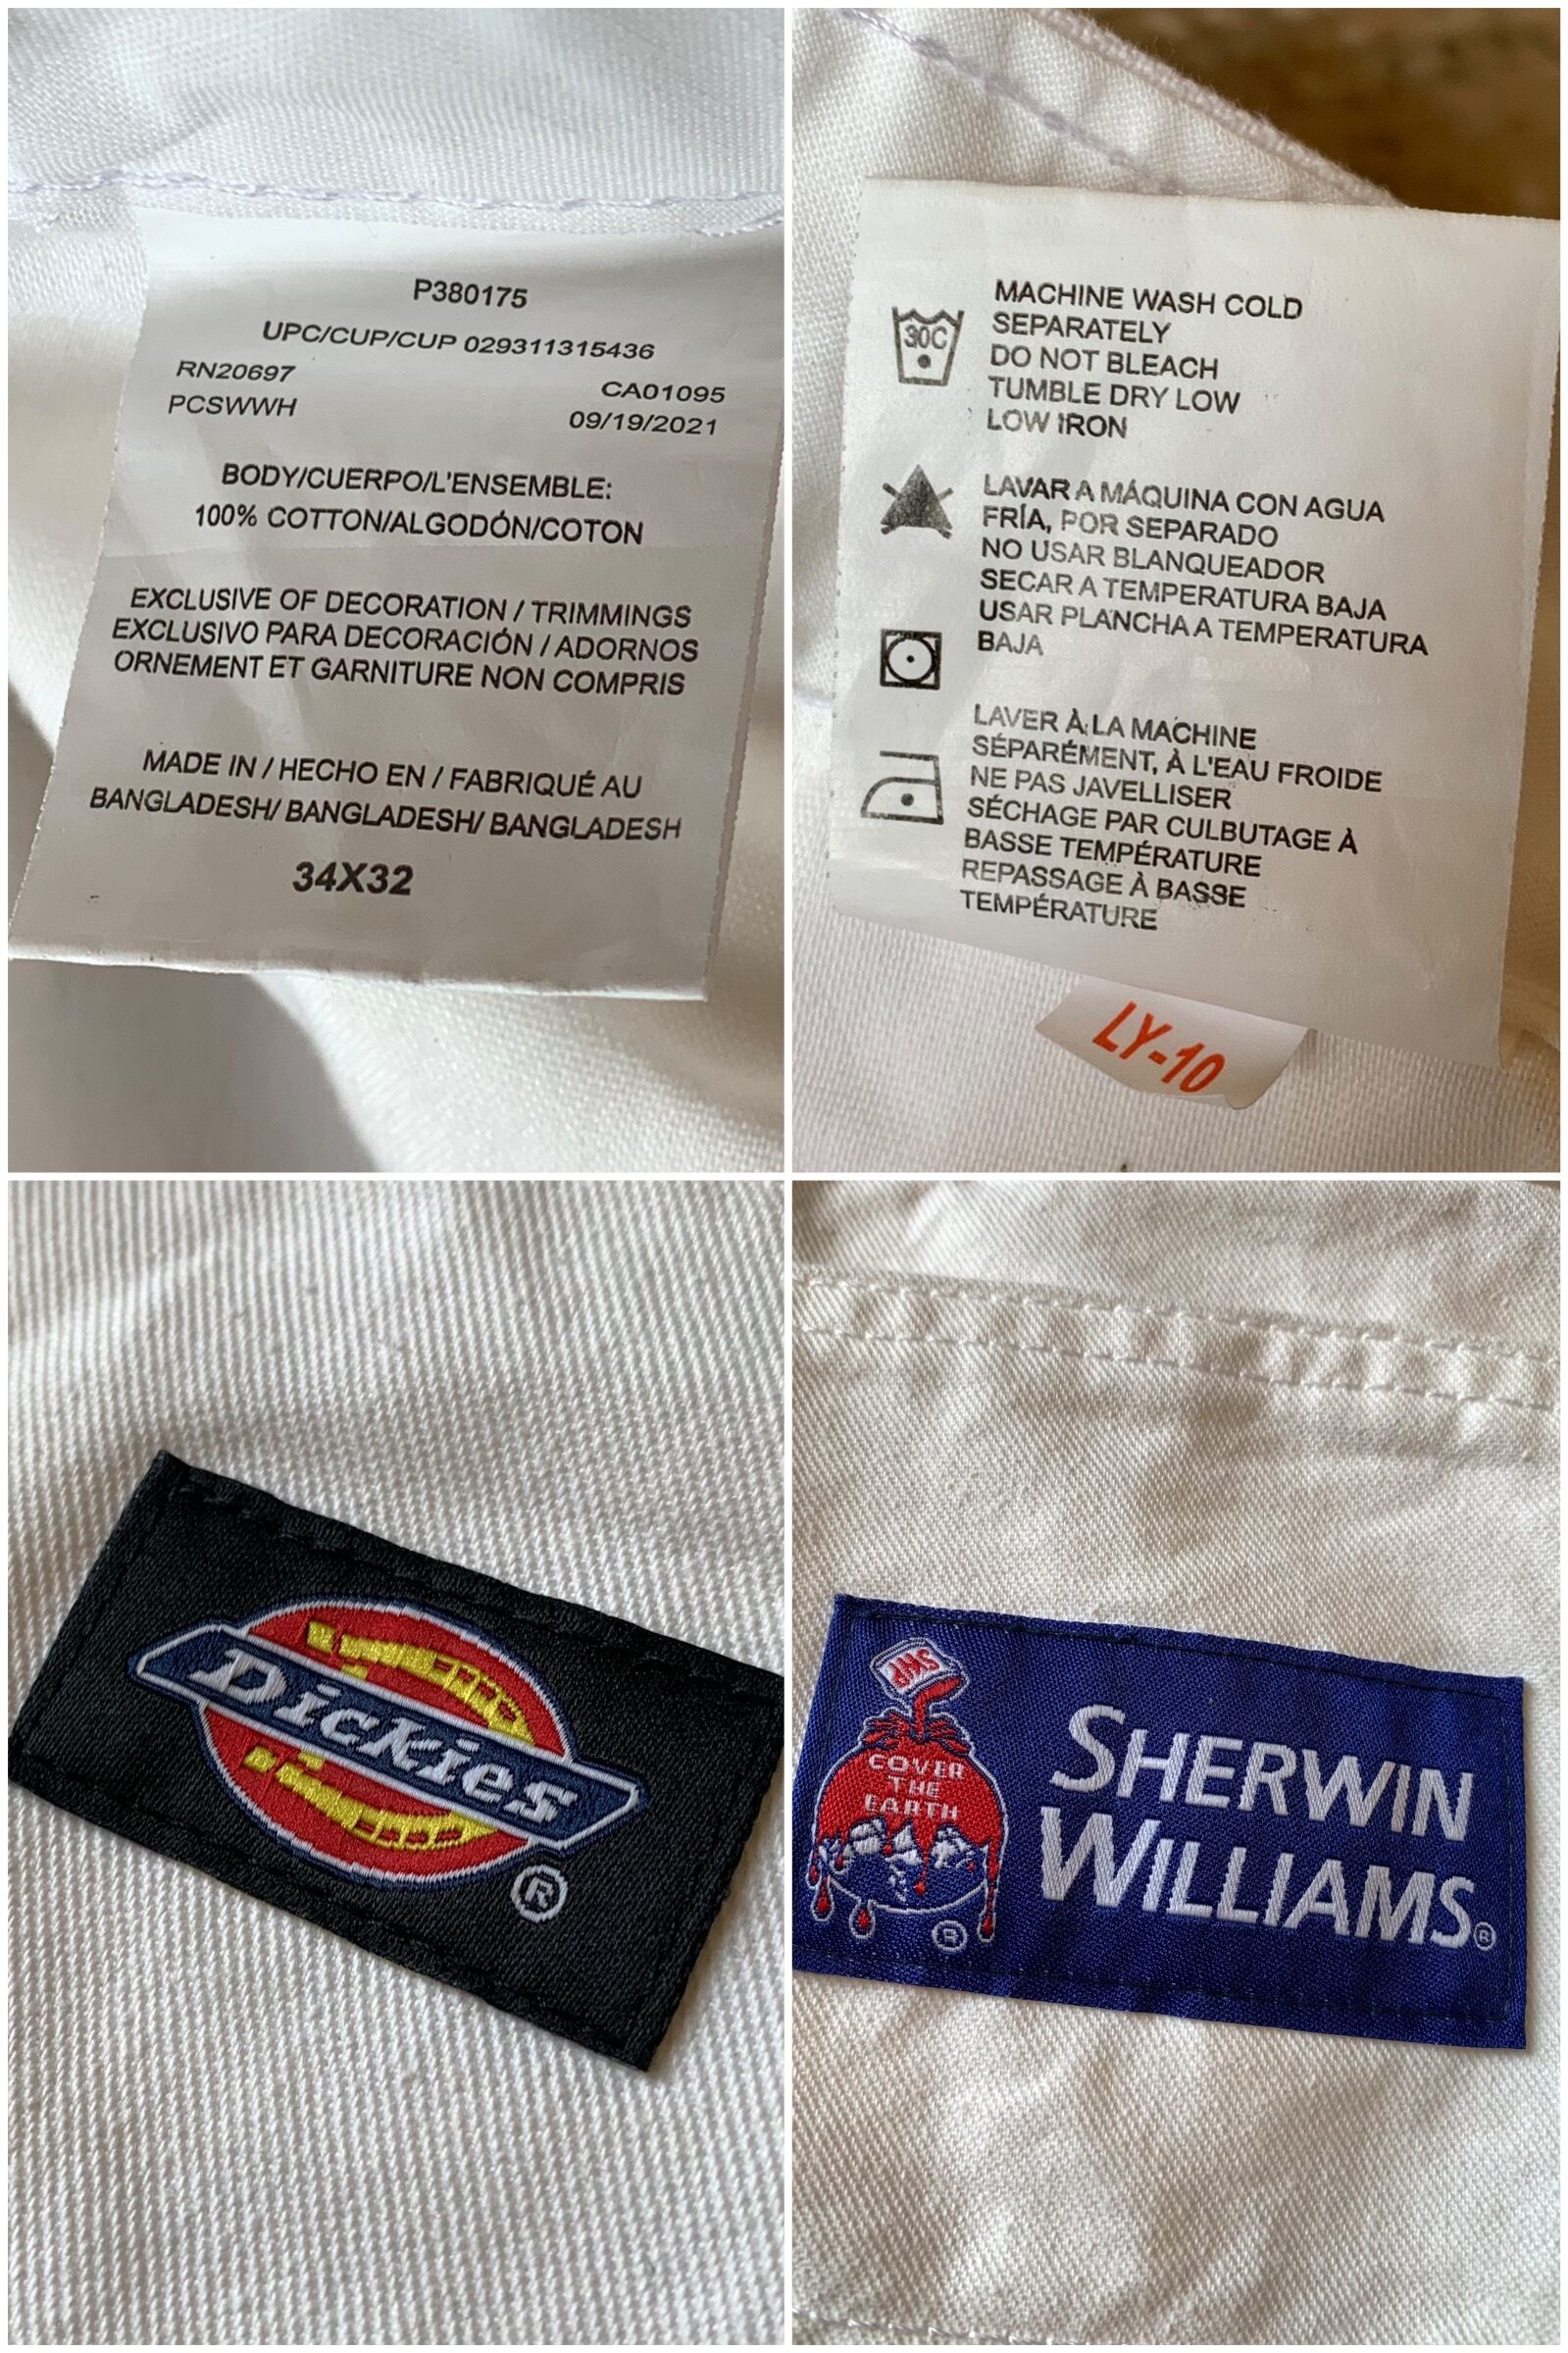 P380175
UPC/CUP/CUP 029311315436
RN20697 CA01095
PCSWWH 09/19/2021
BODY/CUERPO/L'ENSEMBLE:
100% COTTON/ALGODÓN/COTON
EXCLUSIVE OF DECORATION / TRIMMINGS
EXCLUSIVO PARA DECORACIÓN / ADORNOS
ORNEMENT ET GARNITURE NON COMPRIS
MADE IN / HECHO EN / FABRIQUÉ AU
BANGLADESH/ BANGLADESH/ BANGLADESH
34X32
30C
MACHINE WASH COLD
SEPARATELY
DO NOT BLEACH
TUMBLE DRY LOW
LOW IRON
LAVAR A MÁQUINA CON AGUA
FRÍA, POR SEPARADO
NO USAR BLANQUEADOR
SECAR A TEMPERATURA BAJA
USAR PLANCHA A TEMPERATURA
BAJA
LAVER À LA MACHINE
SÉPARÉMENT, À L'EAU FROIDE
NE PAS JAVELLISER
SÉCHAGE PAR CULBUTAGE À
BASSE TEMPÉRATURE
REPASSAGE À BASSE
TEMPÉRATURE
LY-10
Dickies
®
SWP
COVER
THE
EARTH
®
SHERWIN
WILLIAMS®